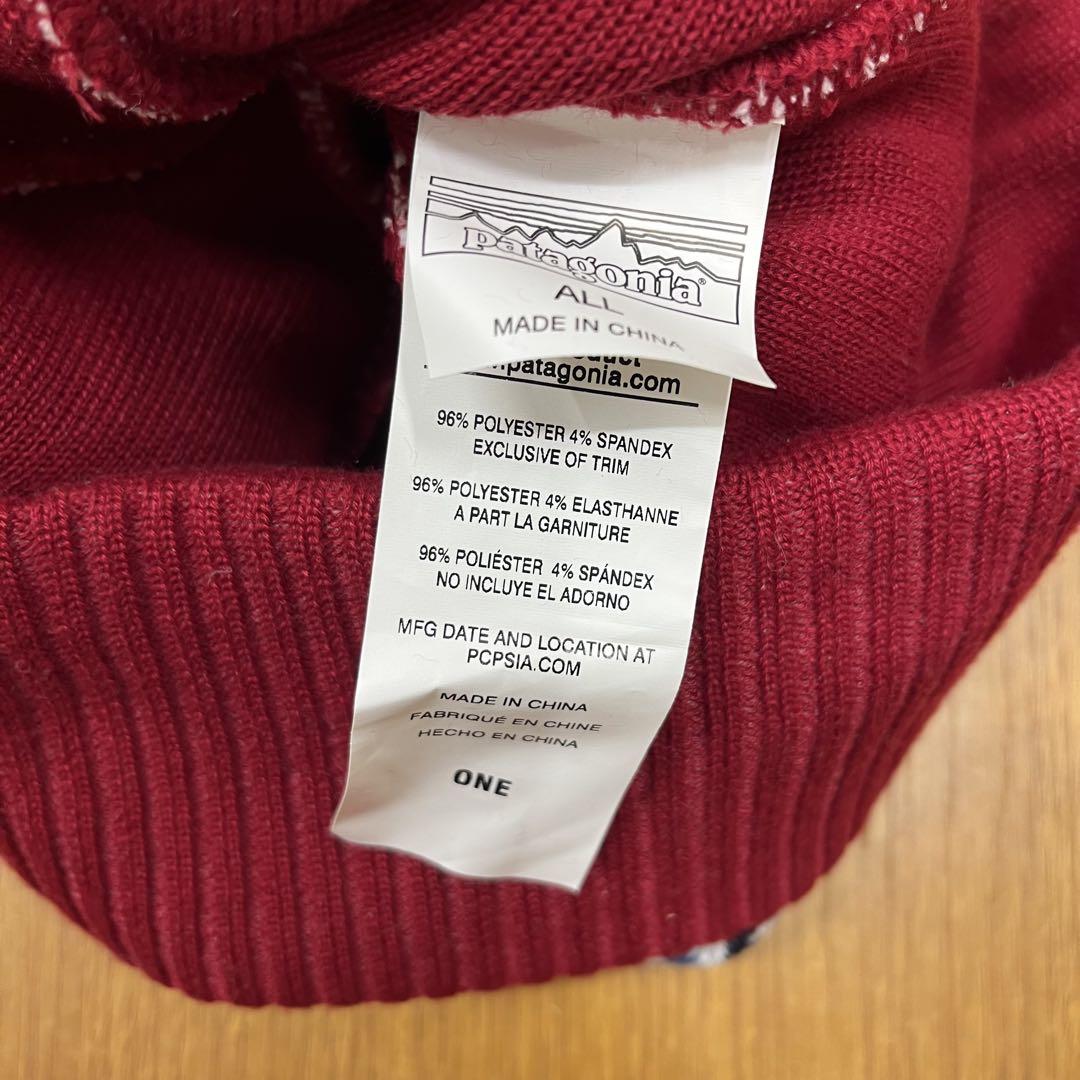 patagonia®
ALL
MADE IN CHINA
patagonia.com
96% POLYESTER 4% SPANDEX
EXCLUSIVE OF TRIM
96% POLYESTER 4% ELASTHANNE
A PART LA GARNITURE
96% POLIÉSTER 4% SPÁNDEX
NO INCLUYE EL ADORNO
MFG DATE AND LOCATION AT
PCPSIA.COM
MADE IN CHINA
FABRIQUÉ EN CHINE
HECHO EN CHINA
ONE